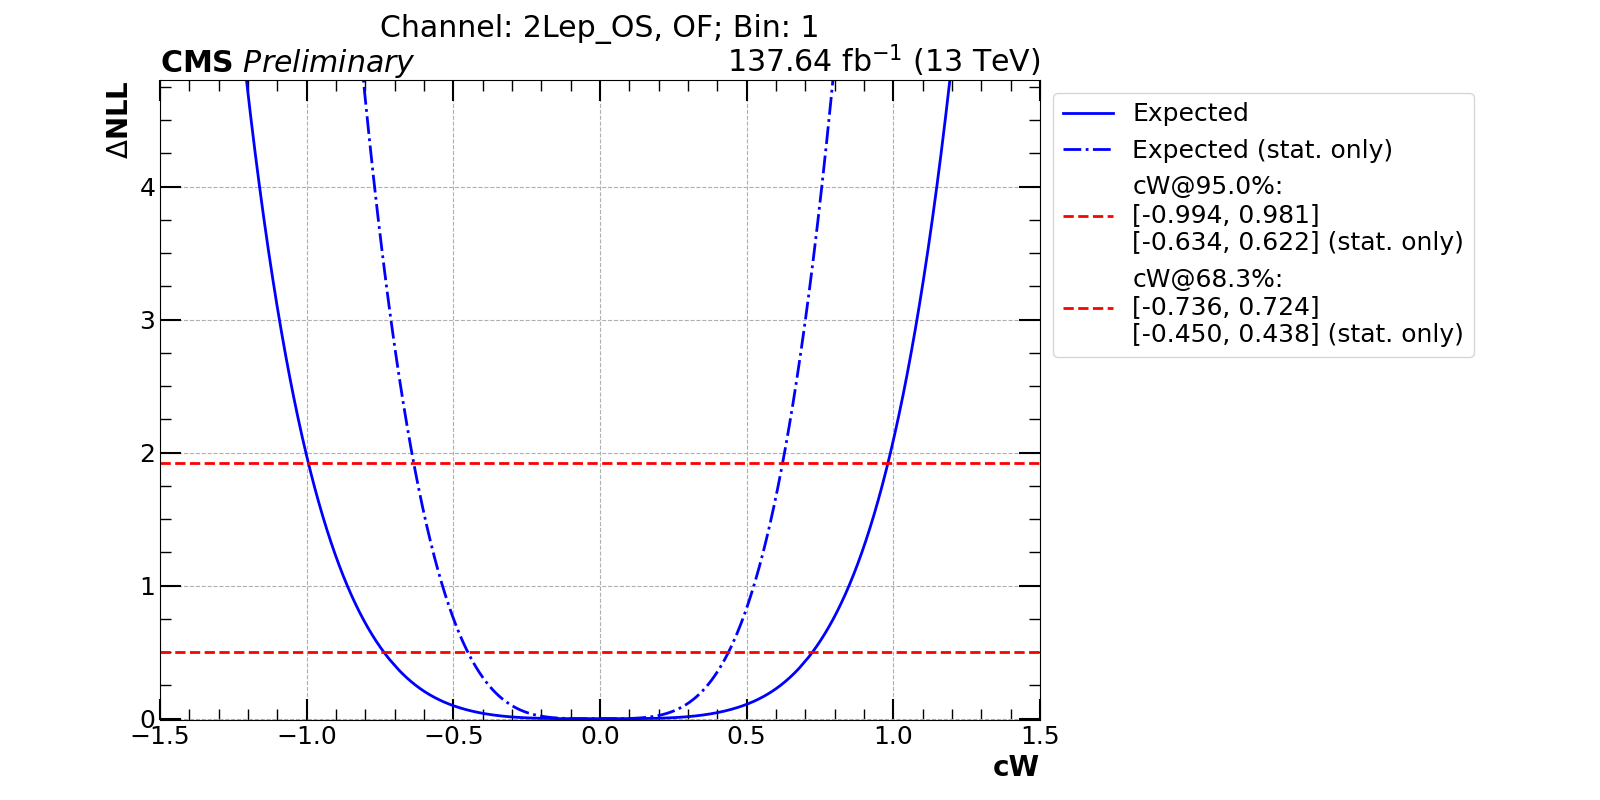 Channel: 2Lep_OS, OF; Bin: 1
CMS Preliminary 137.64 fb⁻¹ (13 TeV)
ΔNLL
4
3
2
1
0
−1.5 −1.0 −0.5 0.0 0.5 1.0 1.5
cW
Expected
Expected (stat. only)
cW@95.0%:
[-0.994, 0.981]
[-0.634, 0.622] (stat. only)
cW@68.3%:
[-0.736, 0.724]
[-0.450, 0.438] (stat. only)